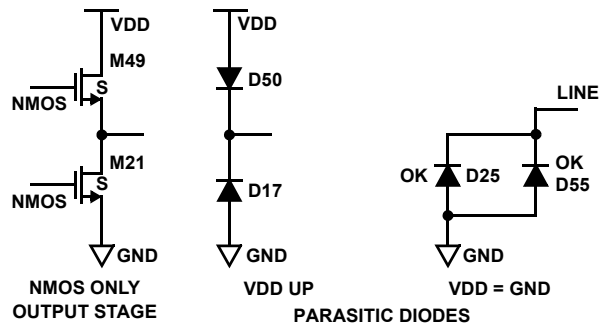 VDD
M49
S
NMOS
M21
S
NMOS
GND
NMOS ONLY
OUTPUT STAGE
VDD
D50
D17
GND
VDD UP
LINE
OK
D25
OK
D55
GND
VDD = GND
PARASITIC DIODES